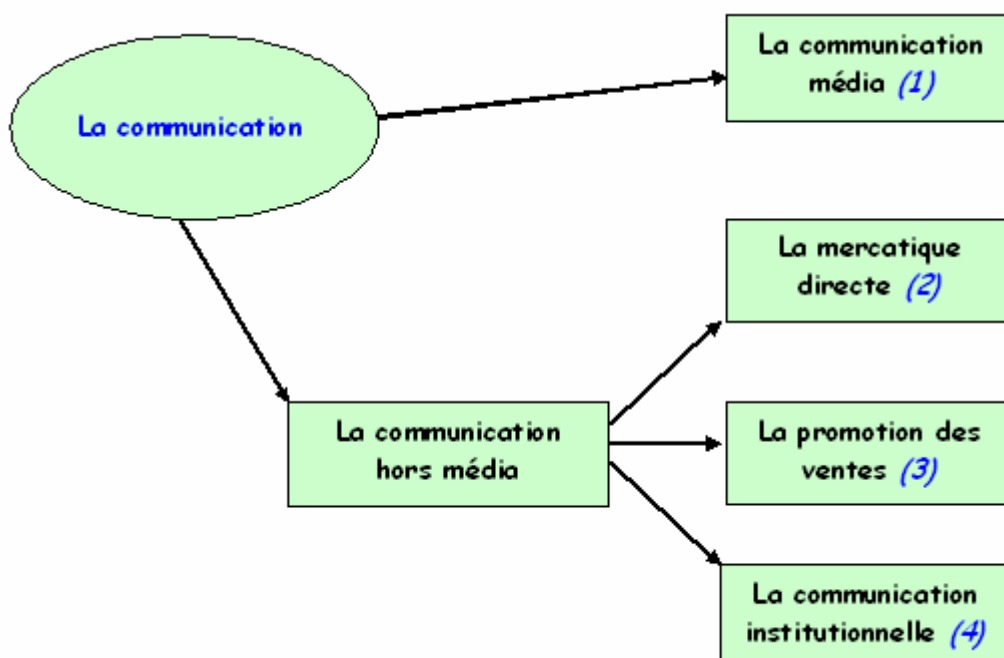 La communication
média (1)
La communication
La mercatique
directe (2)
La communication
hors média
La promotion des
ventes (3)
La communication
institutionnelle (4)